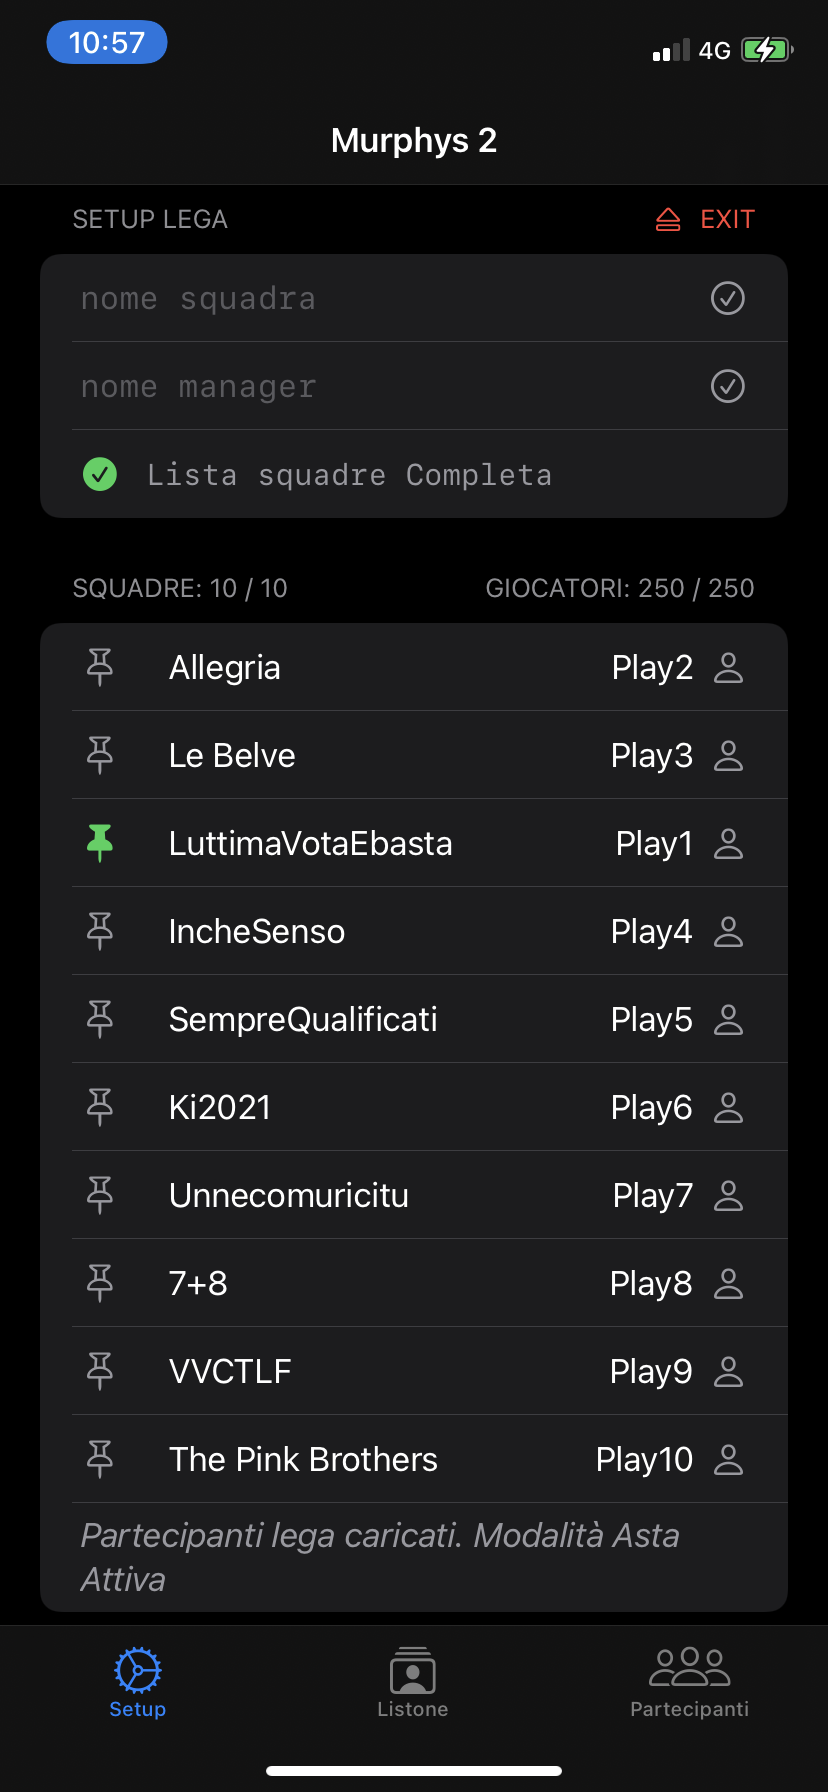 10:57
4G
Murphys 2
SETUP LEGA
EXIT
nome squadra
nome manager
Lista squadre Completa
SQUADRE: 10 / 10
GIOCATORI: 250 / 250
Allegria
Play2
Le Belve
Play3
LuttimaVotaEbasta
Play1
IncheSenso
Play4
SempreQualificati
Play5
Ki2021
Play6
Unnecomuricitu
Play7
7+8
Play8
VVCTLF
Play9
The Pink Brothers
Play10
Partecipanti lega caricati. Modalità Asta
Attiva
Setup
Listone
Partecipanti